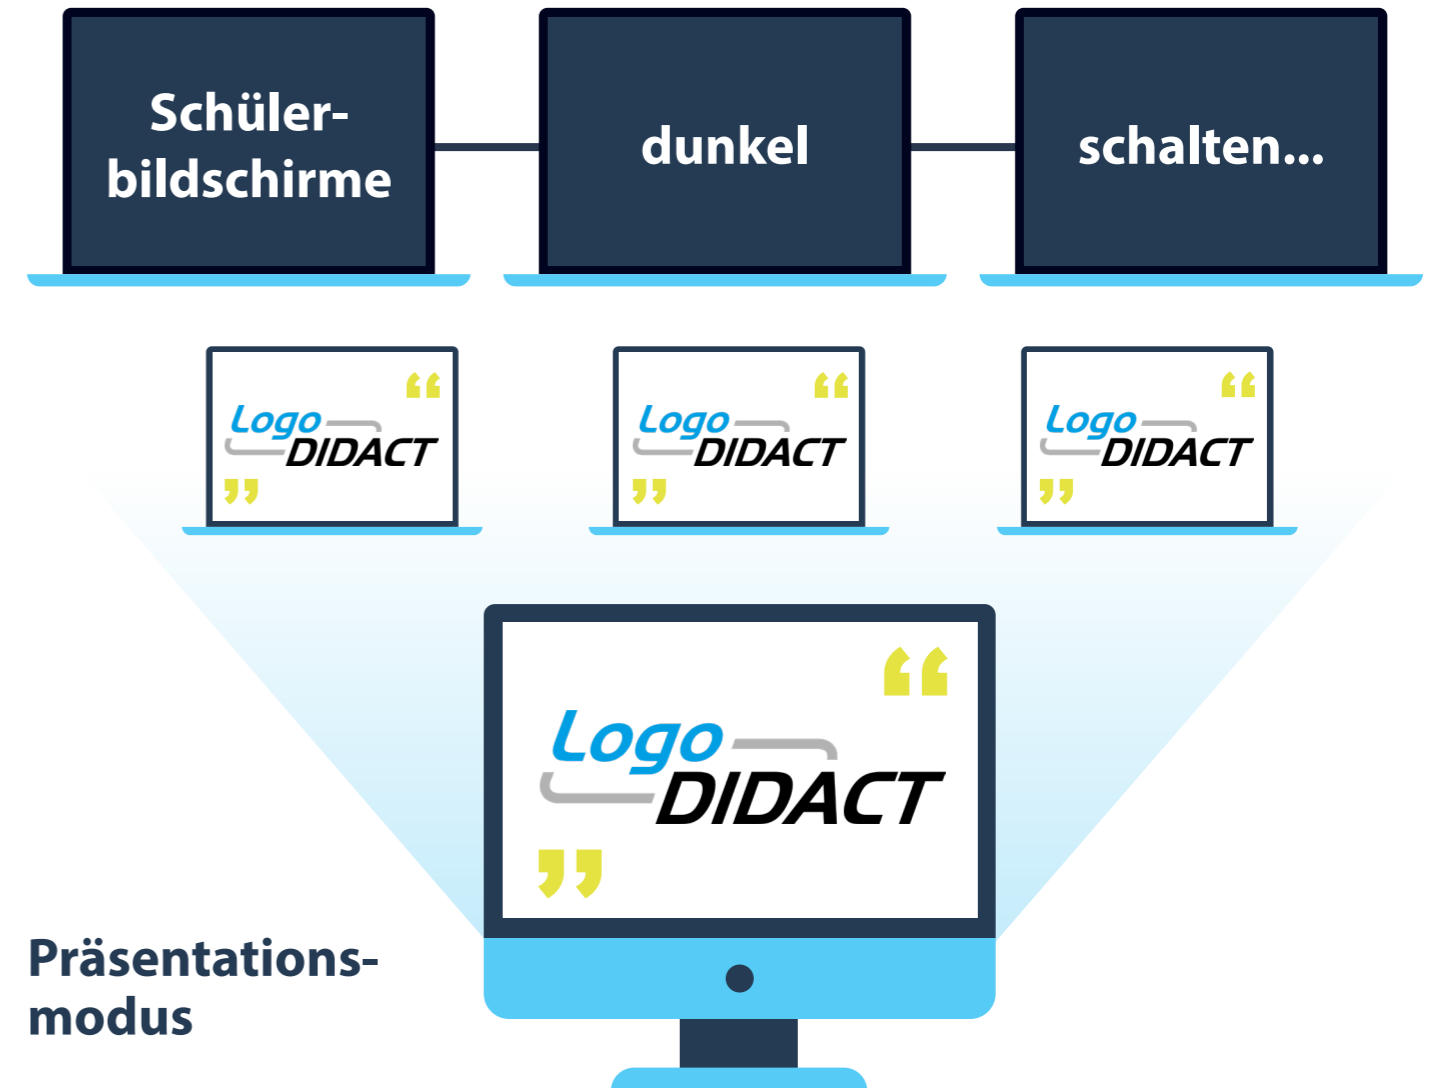 Schüler-
bildschirme
dunkel
schalten...
“
Logo
DIDACT
”
“
Logo
DIDACT
”
“
Logo
DIDACT
”
“
Logo
DIDACT
”
Präsentations-
modus